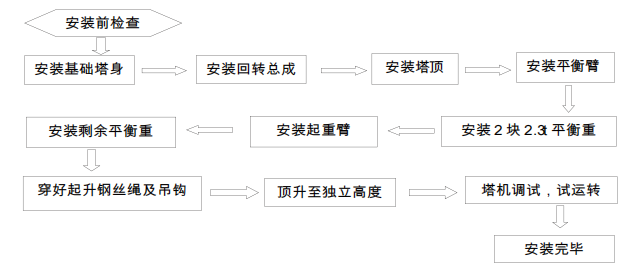 安装前检查
安装基础塔身
安装回转总成
安装塔顶
安装平衡臂
安装2块2.3t平衡重
安装起重臂
安装剩余平衡重
穿好起升钢丝绳及吊钩
顶升至独立高度
塔机调试，试运转
安装完毕